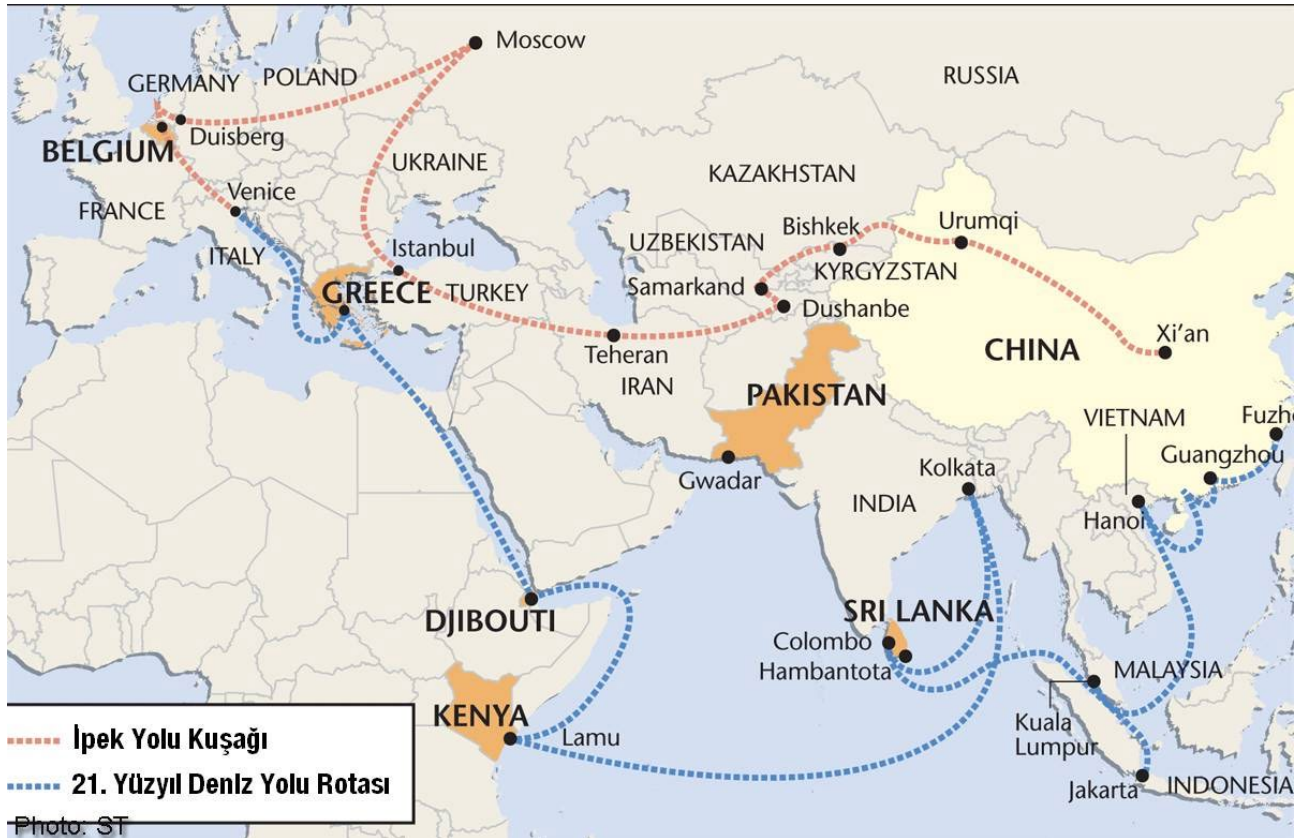 Moscow
RUSSIA
POLAND
GERMANY
Duisberg
BELGIUM
UKRAINE
KAZAKHSTAN
Venice
FRANCE
Bishkek
Urumqi
UZBEKISTAN
ITALY
Istanbul
KYRGYZSTAN
Samarkand
GREECE
TURKEY
Dushanbe
Xi'an
Teheran
CHINA
IRAN
PAKISTAN
VIETNAM
Fuzho
Guangzhou
Kolkata
Gwadar
INDIA
Hanoi
SRI LANKA
DJIBOUTI
Colombo
Hambantota
MALAYSIA
KENYA
Lamu
Kuala
Lumpur
İpek Yolu Kuşağı
21. Yüzyıl Deniz Yolu Rotası
Jakarta
INDONESIA
Photo: ST